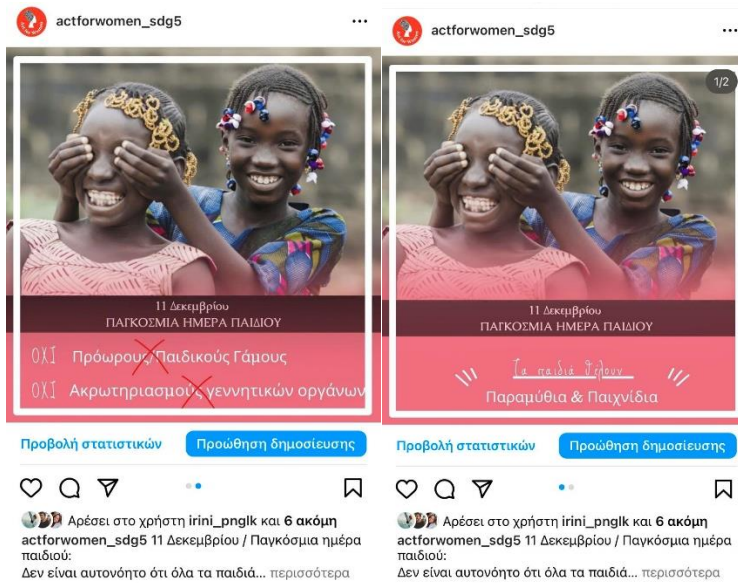 actforwomen_sdg5
11 Δεκεμβρίου
ΠΑΓΚΟΣΜΙΑ ΗΜΕΡΑ ΠΑΙΔΙΟΥ
ΟΧΙ Πρόωρους/Παιδικούς Γάμους
ΟΧΙ Ακρωτηριασμούς γεννητικών οργάνων
Προβολή στατιστικών
Προώθηση δημοσίευσης
Αρέσει στο χρήστη irini_pnglk και 6 ακόμη
actforwomen_sdg5 11 Δεκεμβρίου / Παγκόσμια ημέρα
παιδιού:
Δεν είναι αυτονόητο ότι όλα τα παιδιά... περισσότερα
actforwomen_sdg5
1/2
11 Δεκεμβρίου
ΠΑΓΚΟΣΜΙΑ ΗΜΕΡΑ ΠΑΙΔΙΟΥ
Τα παιδιά θέλουν
Παραμύθια & Παιχνίδια
Προβολή στατιστικών
Προώθηση δημοσίευσης
Αρέσει στο χρήστη irini_pnglk και 6 ακόμη
actforwomen_sdg5 11 Δεκεμβρίου / Παγκόσμια ημέρα
παιδιού:
Δεν είναι αυτονόητο ότι όλα τα παιδιά... περισσότερα